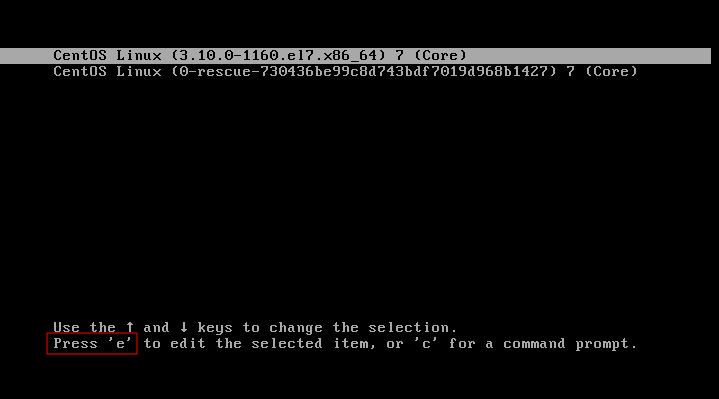 CentOS Linux (3.10.0-1160.el7.x86_64) 7 (Core)
CentOS Linux (0-rescue-730436be99c8d743bdf7019d968b1427) 7 (Core)
Use the ↑ and ↓ keys to change the selection.
Press 'e' to edit the selected item, or 'c' for a command prompt.